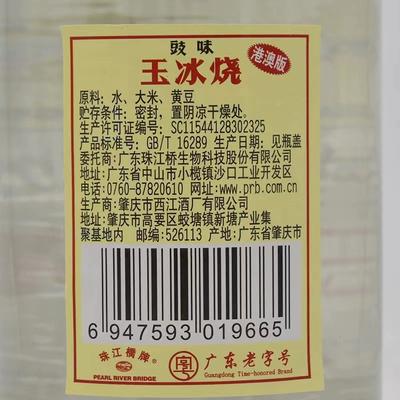 豉味
玉冰烧
港澳版
原料：水、大米、黄豆
贮存条件：密封，置阴凉干燥处。
生产许可证编号：SC11544128302325
产品标准号：GB/T 16289 生产日期：见瓶盖
委托商：广东珠江桥生物科技股份有限公司
地址：广东省中山市小榄镇沙口工业开发区
电话：0760-87820610 www.prb.com.cn
生产商：肇庆市西江酒厂有限公司
地址：肇庆市高要区蛟塘镇新塘产业集
聚基地内 邮编：526113 产地：广东省肇庆市
6 947593 019665
珠江橋牌
PEARL RIVER BRIDGE
广东老字号
Guangdong Time-honored Brand